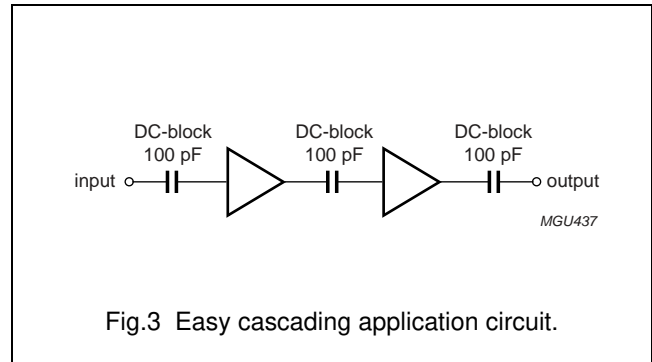 DC-block DC-block DC-block
100 pF 100 pF 100 pF
input output
MGU437
Fig.3 Easy cascading application circuit.